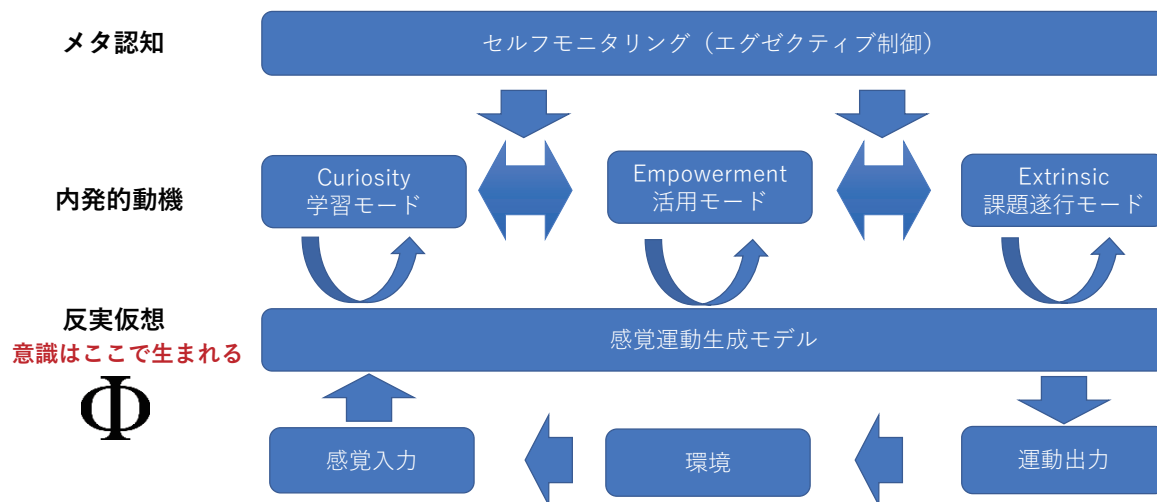 メタ認知
セルフモニタリング（エグゼクティブ制御）
内発的動機
Curiosity
学習モード
Empowerment
活用モード
Extrinsic
課題遂行モード
反実仮想
意識はここで生まれる
Φ
感覚運動生成モデル
感覚入力
環境
運動出力